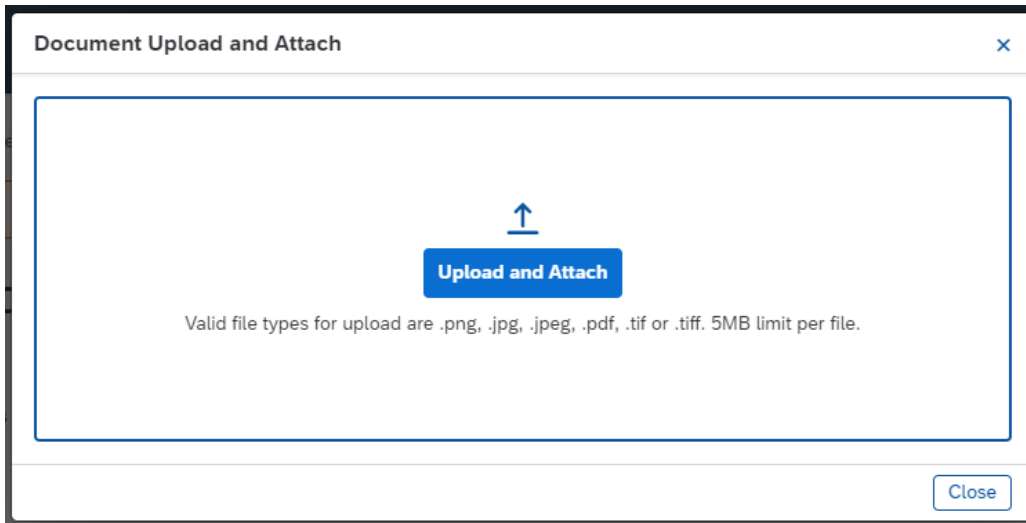 Document Upload and Attach
Upload and Attach
Valid file types for upload are .png, .jpg, .jpeg, .pdf, .tif or .tiff. 5MB limit per file.
Close